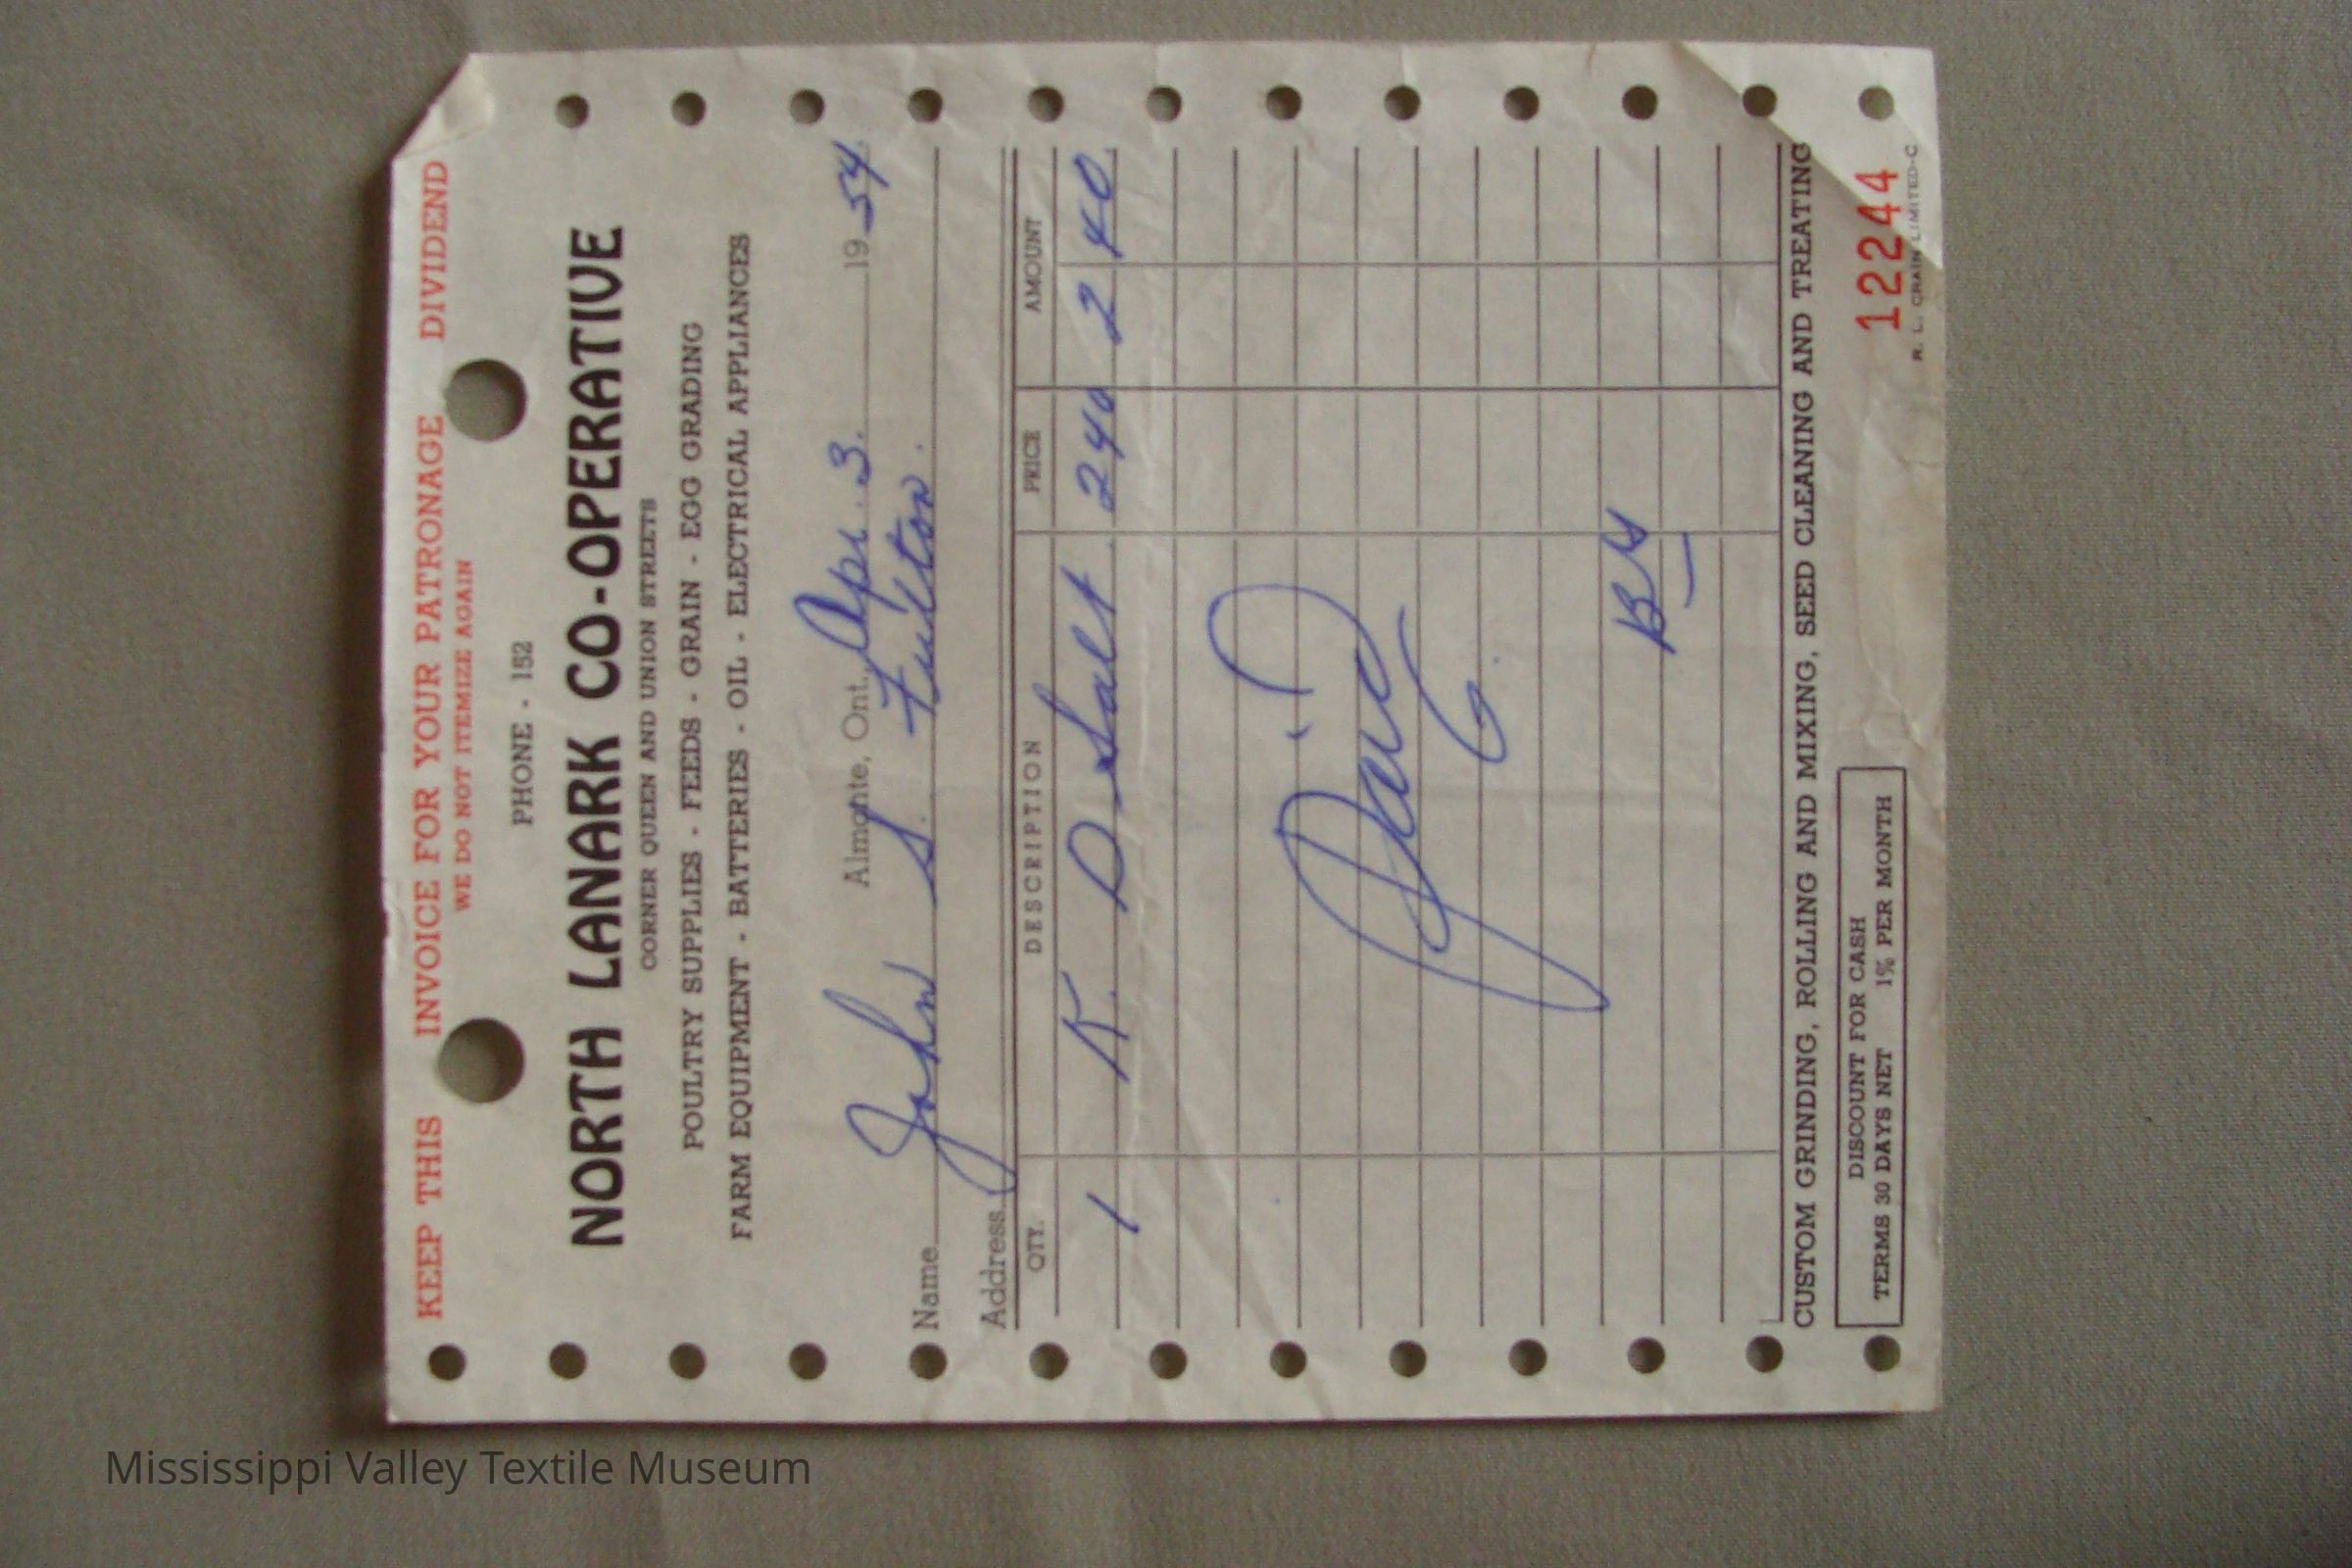 KEEP THIS INVOICE FOR YOUR PATRONAGE DIVIDEND
WE DO NOT ITEMIZE AGAIN
PHONE - 152
NORTH LANARK CO-OPERATIVE
CORNER QUEEN AND UNION STREETS
POULTRY SUPPLIES - FEEDS - GRAIN - EGG GRADING
FARM EQUIPMENT - BATTERIES - OIL - ELECTRICAL APPLIANCES
Almonte, Ont., Apr. 3. 1954.
Name John S. Fulton.
Address
QTY. DESCRIPTION PRICE AMOUNT
1 K. D Salt 240 2 40
Paid
CUSTOM GRINDING, ROLLING AND MIXING, SEED CLEANING AND TREATING
DISCOUNT FOR CASH
TERMS 30 DAYS NET 1% PER MONTH
12244
R. L. CRAIN LIMITED-C
Mississippi Valley Textile Museum